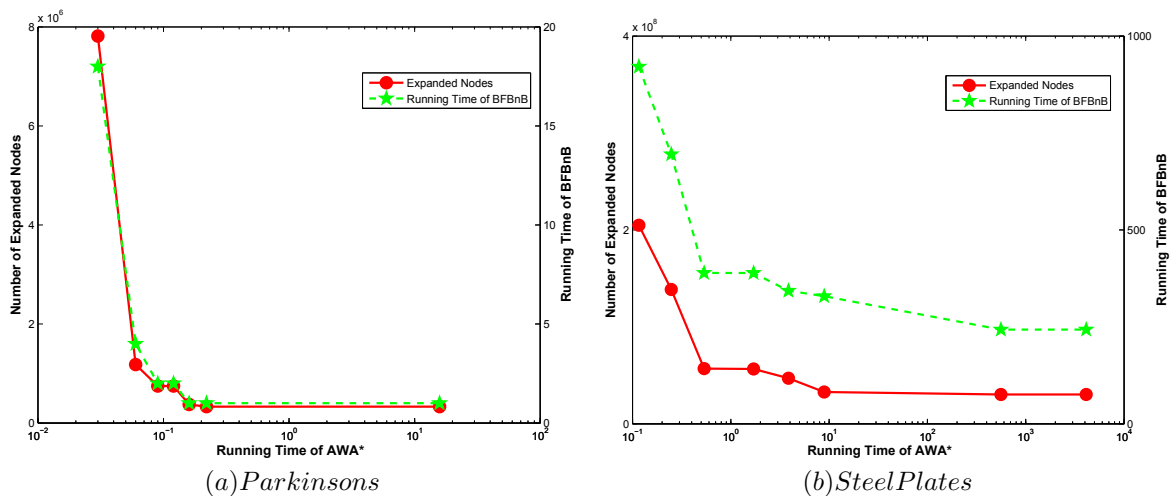 x 10^6
8
6
4
2
0
Number of Expanded Nodes
20
15
10
5
0
Running Time of BFBnB
Expanded Nodes
Running Time of BFBnB
10^-2
10^-1
10^0
10^1
10^2
Running Time of AWA*
(a)Parkinsons
x 10^8
4
2
0
Number of Expanded Nodes
1000
500
0
Running Time of BFBnB
Expanded Nodes
Running Time of BFBnB
10^-1
10^0
10^1
10^2
10^3
10^4
Running Time of AWA*
(b)SteelPlates